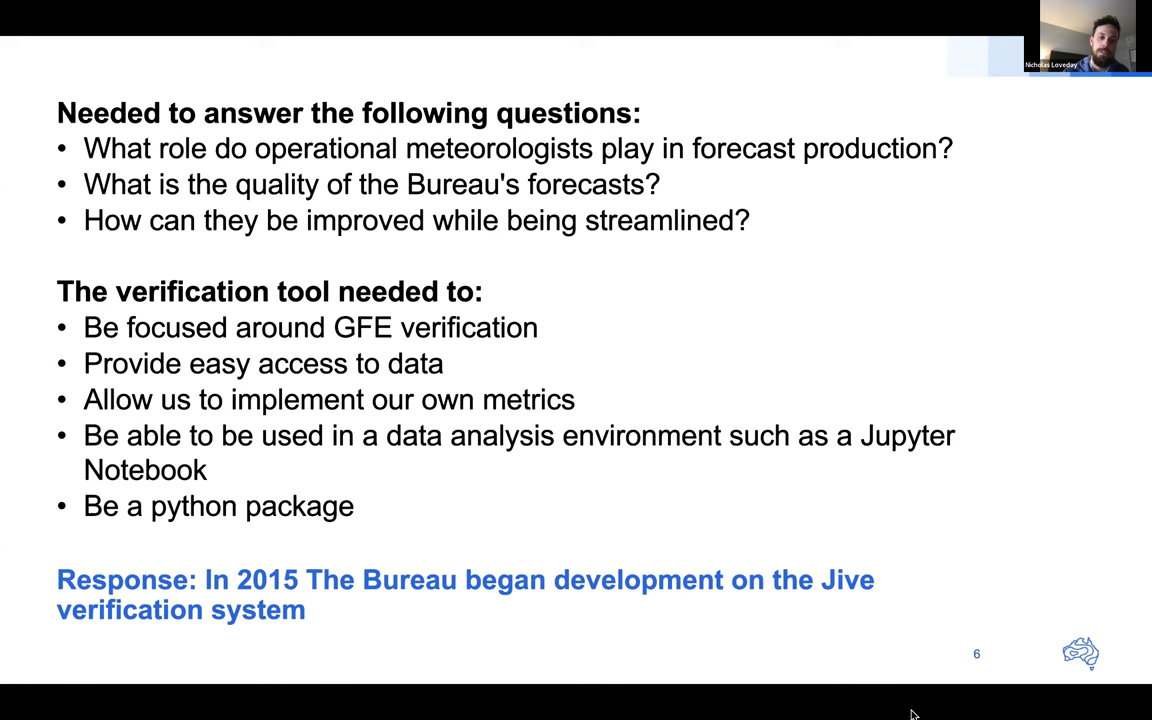 Nicholas Loveday
Needed to answer the following questions:
• What role do operational meteorologists play in forecast production?
• What is the quality of the Bureau's forecasts?
• How can they be improved while being streamlined?
The verification tool needed to:
• Be focused around GFE verification
• Provide easy access to data
• Allow us to implement our own metrics
• Be able to be used in a data analysis environment such as a Jupyter
Notebook
• Be a python package
Response: In 2015 The Bureau began development on the Jive
verification system
6